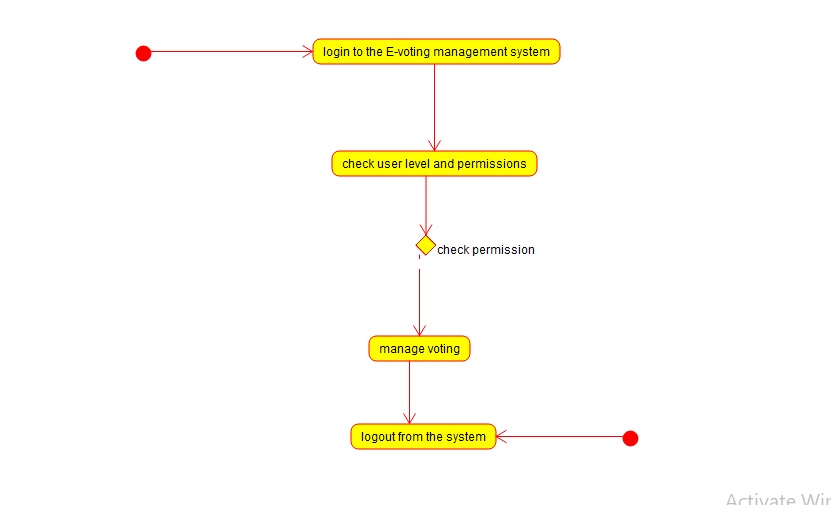 login to the E-voting management system
check user level and permissions
check permission
manage voting
logout from the system
Activate Wir